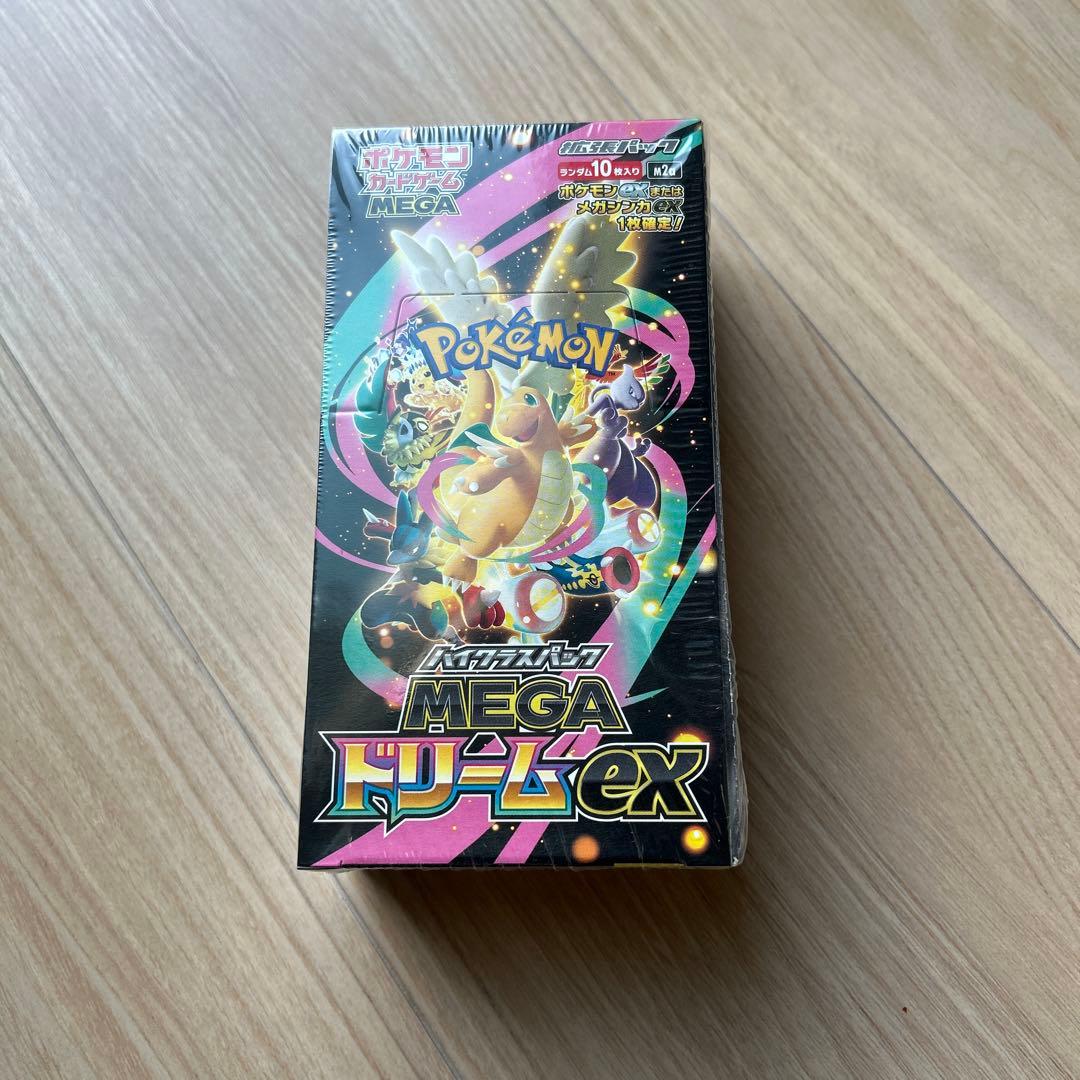 ポケモン
カードゲーム
MEGA
拡張パック
ランダム10枚入り M2a
ポケモンexまたは
メガシンカex
1枚確定!
POKéMON
TM
ハイクラスパック
MEGA
ドリームex